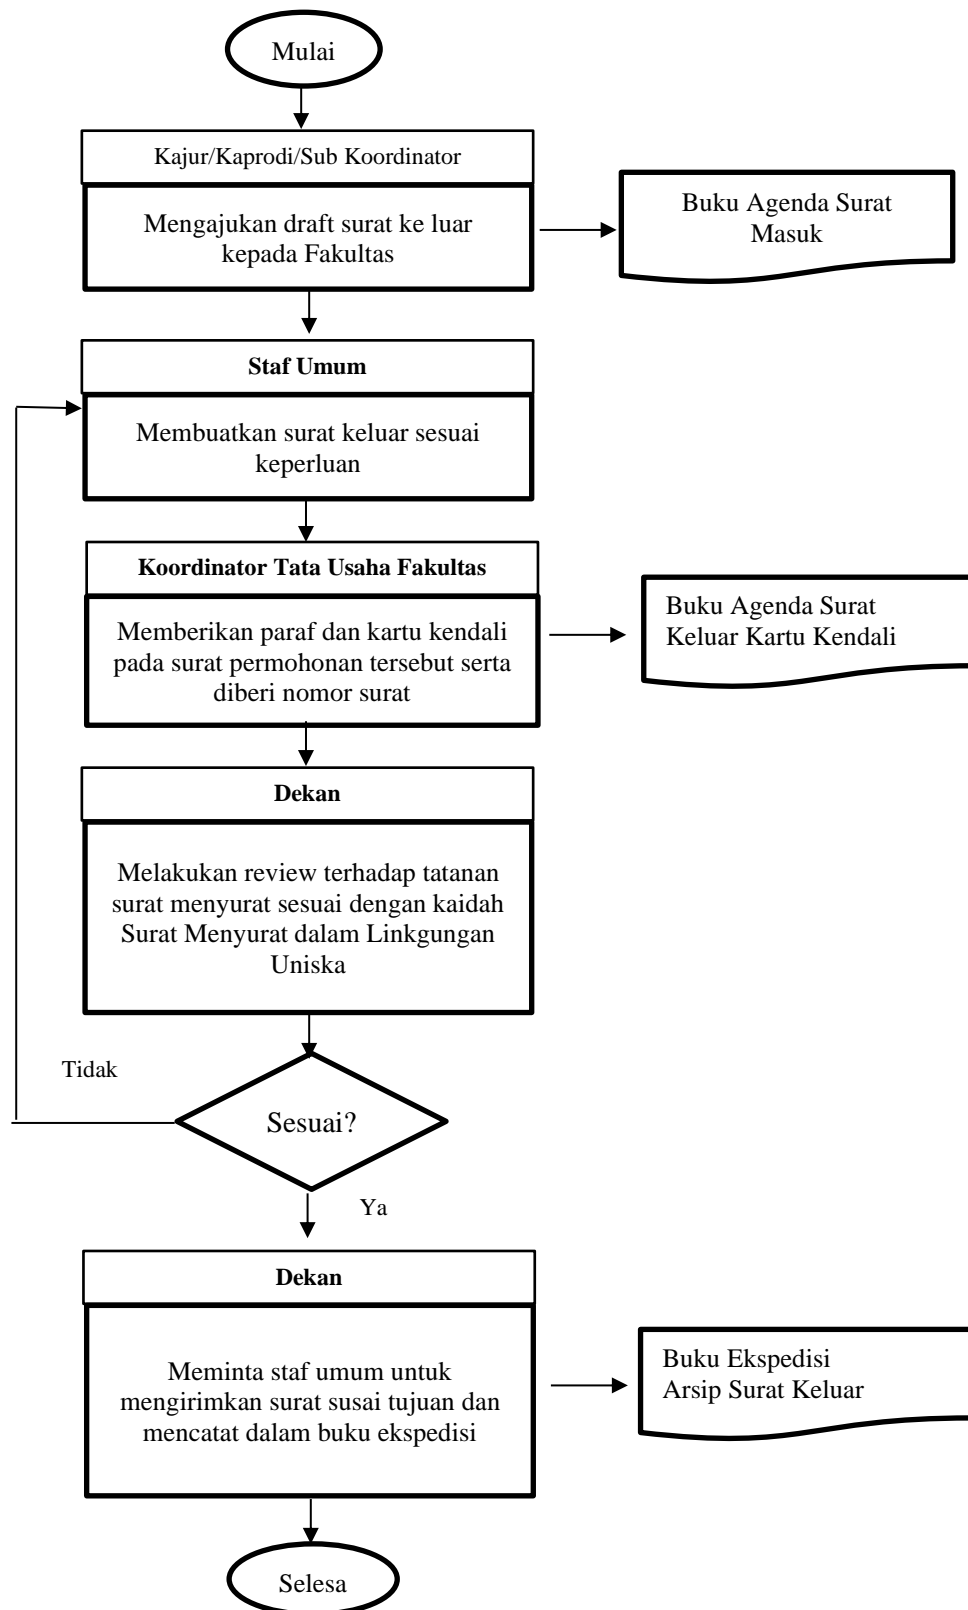 Mulai
Kajur/Kaprodi/Sub Koordinator
Mengajukan draft surat ke luar
kepada Fakultas
Buku Agenda Surat
Masuk
Staf Umum
Membuatkan surat keluar sesuai
keperluan
Koordinator Tata Usaha Fakultas
Memberikan paraf dan kartu kendali
pada surat permohonan tersebut serta
diberi nomor surat
Buku Agenda Surat
Keluar Kartu Kendali
Dekan
Melakukan review terhadap tatanan
surat menyurat sesuai dengan kaidah
Surat Menyurat dalam Linkgungan
Uniska
Tidak
Sesuai?
Ya
Dekan
Meminta staf umum untuk
mengirimkan surat susai tujuan dan
mencatat dalam buku ekspedisi
Buku Ekspedisi
Arsip Surat Keluar
Selesa